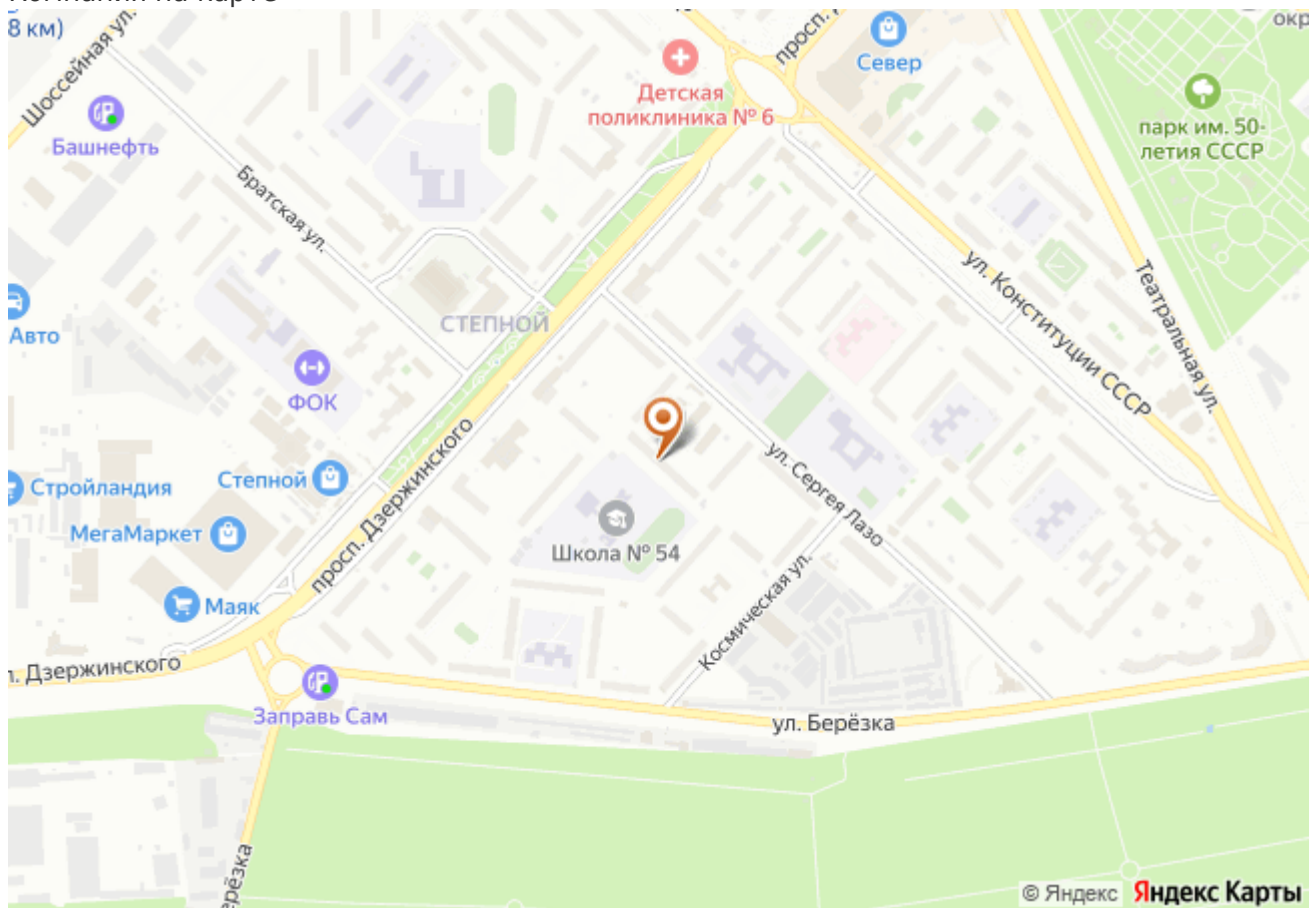 8 км)
Шоссейная ул.
просп.
Север
окр
Башнефть
Детская
поликлиника № 6
парк им. 50-
летия СССР
Братская ул.
ул. Конституции СССР
Театральная ул.
Авто
СТЕПНОЙ
ФОК
просп. Дзержинского
Стройландия
Степной
МегаМаркет
ул. Сергея Лазо
Школа № 54
Маяк
Космическая ул.
Дзержинского
Заправь Сам
ул. Берёзка
© Яндекс
Яндекс Карты